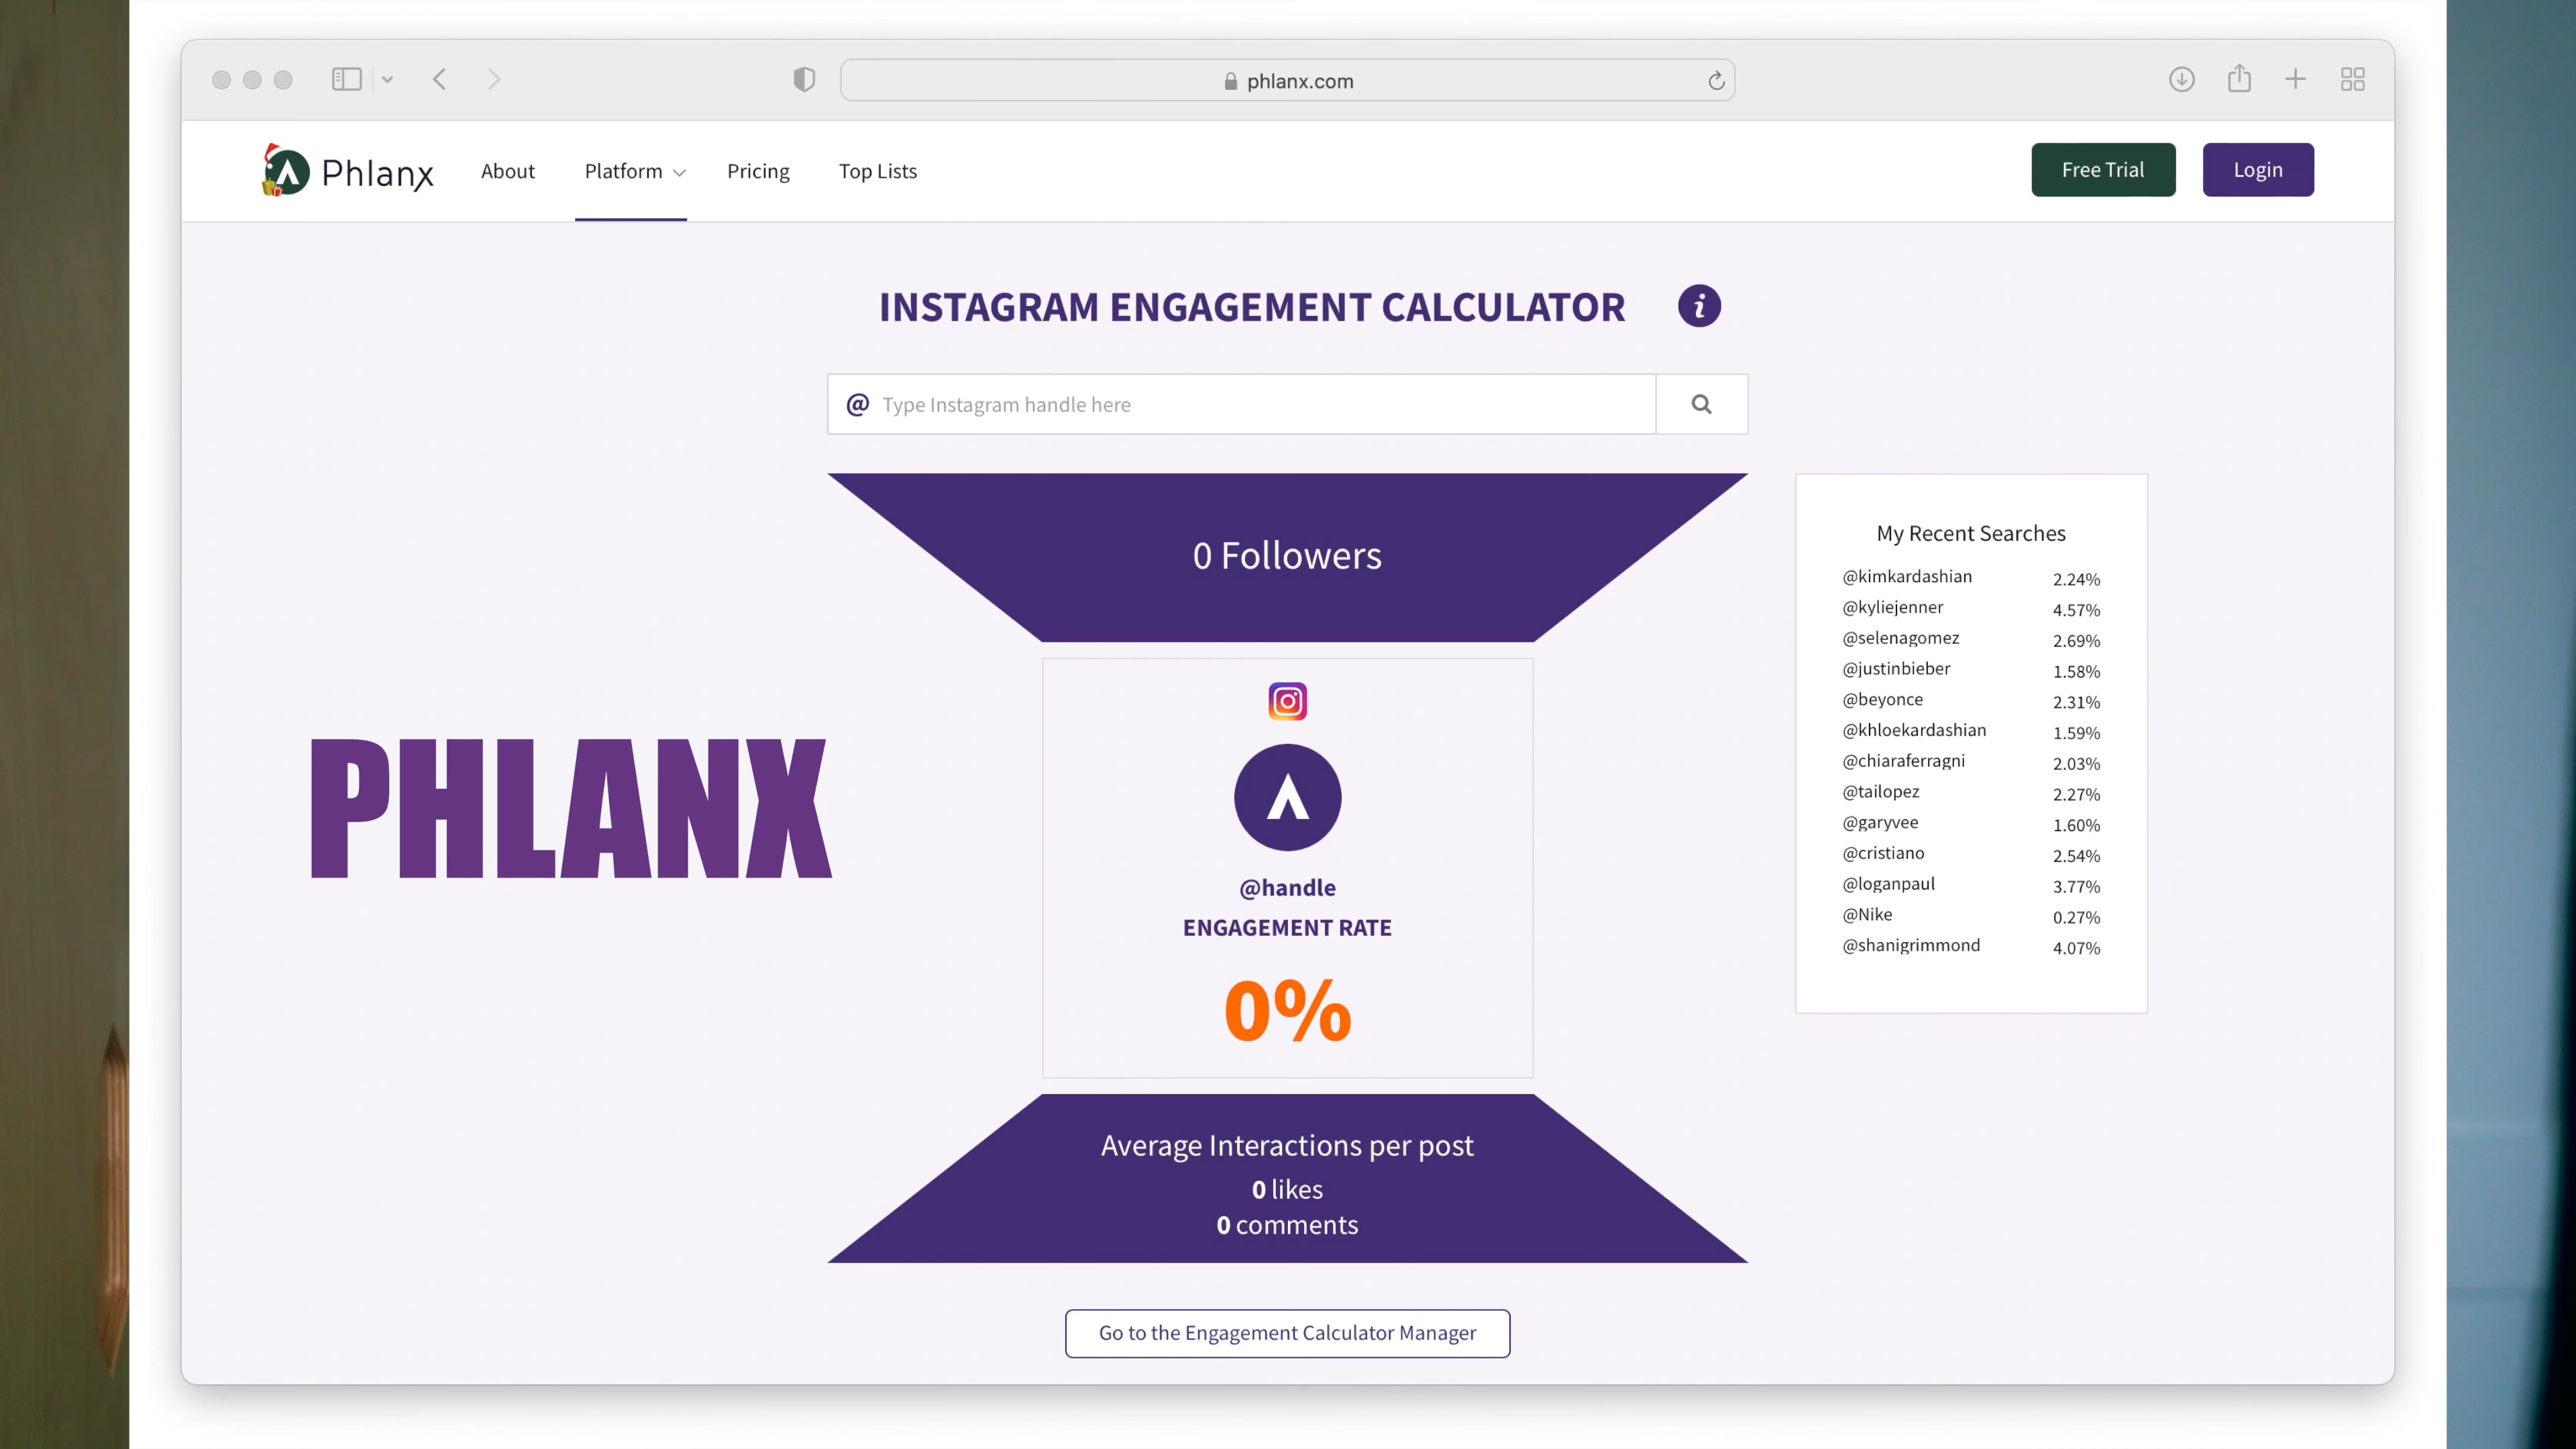 phlanx.com
Phlanx
About
Platform
Pricing
Top Lists
Free Trial
Login
INSTAGRAM ENGAGEMENT CALCULATOR
i
@ Type Instagram handle here
0 Followers
PHLANX
@handle
ENGAGEMENT RATE
0%
Average Interactions per post
0 likes
0 comments
Go to the Engagement Calculator Manager
My Recent Searches
@kimkardashian 2.24%
@kyliejenner 4.57%
@selenagomez 2.69%
@justinbieber 1.58%
@beyonce 2.31%
@khloekardashian 1.59%
@chiaraferragni 2.03%
@tailopez 2.27%
@garyvee 1.60%
@cristiano 2.54%
@loganpaul 3.77%
@Nike 0.27%
@shanigrimmond 4.07%